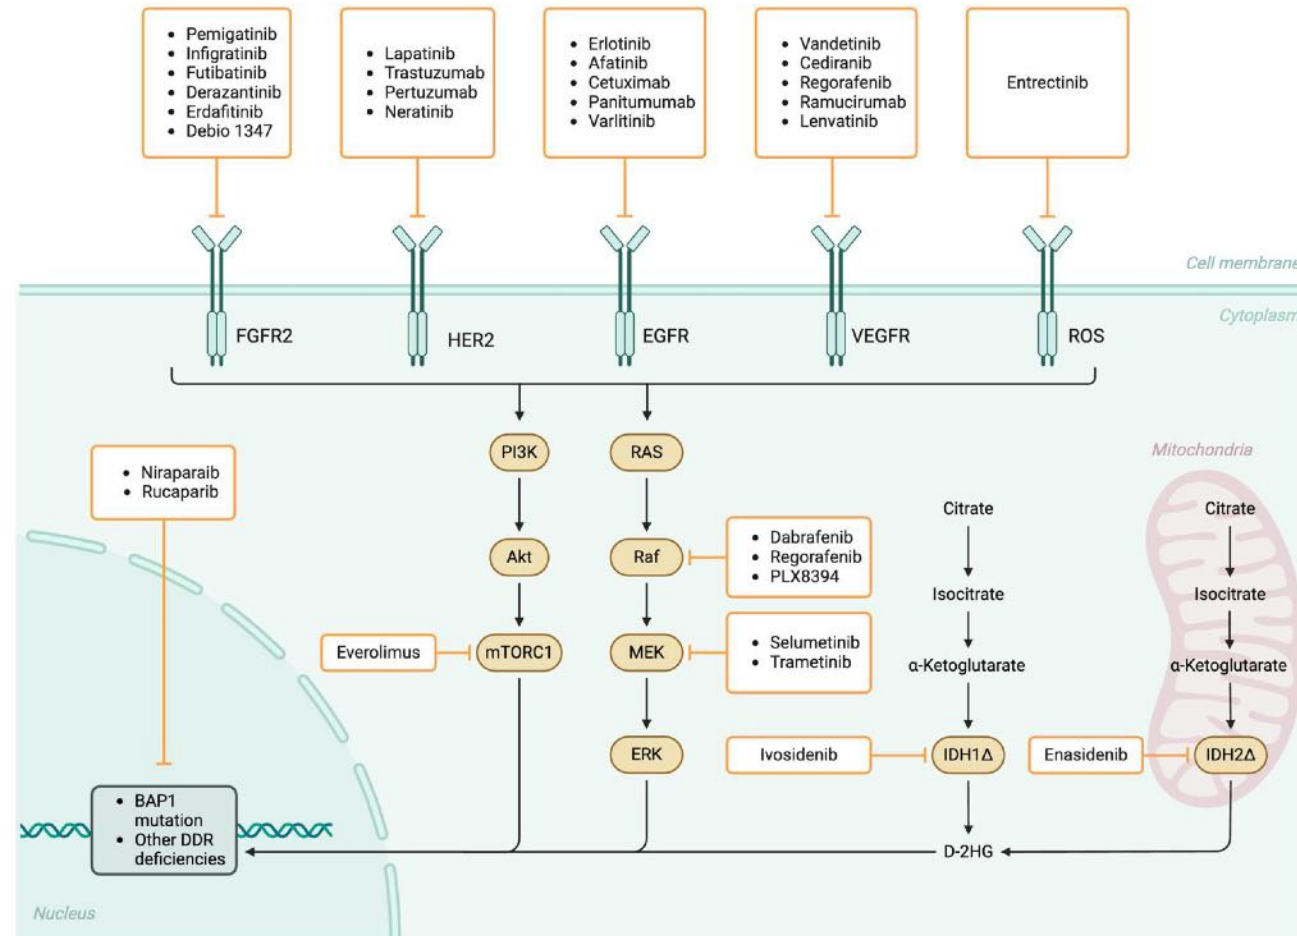 • Pemigatinib
• Infigratinib
• Futibatinib
• Derazantinib
• Erdafitinib
• Debio 1347
• Lapatinib
• Trastuzumab
• Pertuzumab
• Neratinib
• Erlotinib
• Afatinib
• Cetuximab
• Panitumumab
• Varlitinib
• Vandetinib
• Cediranib
• Regorafenib
• Ramucirumab
• Lenvatinib
Entrectinib
Cell membrane
Cytoplasm
FGFR2
HER2
EGFR
VEGFR
ROS
PI3K
RAS
Mitochondria
• Niraparaib
• Rucaparib
Citrate
Citrate
Akt
Raf
• Dabrafenib
• Regorafenib
• PLX8394
Isocitrate
Isocitrate
Everolimus
mTORC1
MEK
• Selumetinib
• Trametinib
α-Ketoglutarate
α-Ketoglutarate
ERK
Ivosidenib
IDH1Δ
Enasidenib
IDH2Δ
• BAP1
mutation
• Other DDR
deficiencies
D-2HG
Nucleus